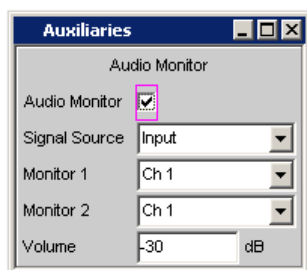 Auxiliaries
Audio Monitor
Audio Monitor
Signal Source Input
Monitor 1 Ch 1
Monitor 2 Ch 1
Volume -30 dB